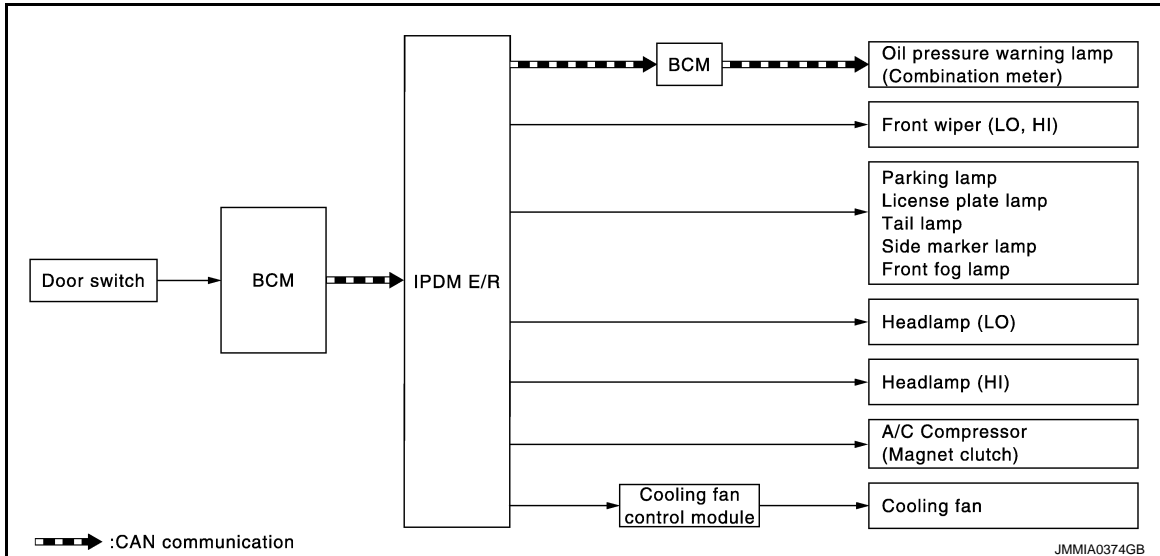 Door switch
BCM
IPDM E/R
BCM
Oil pressure warning lamp
(Combination meter)
Front wiper (LO, HI)
Parking lamp
License plate lamp
Tail lamp
Side marker lamp
Front fog lamp
Headlamp (LO)
Headlamp (HI)
A/C Compressor
(Magnet clutch)
Cooling fan
control module
Cooling fan
:CAN communication
JMMIA0374GB